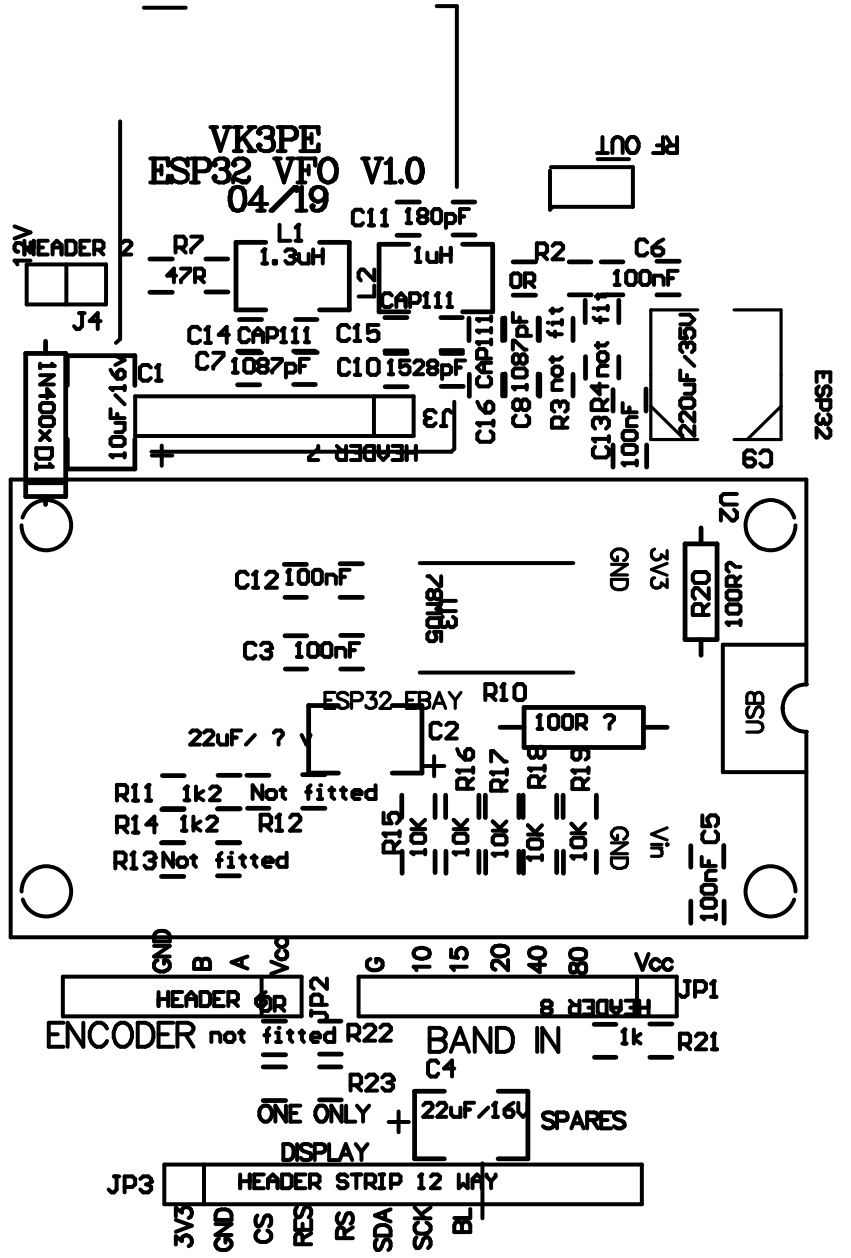 VK3PE
ESP32 VFO V1.0
04/19
RF OUT
12V
HEADER 2
J4
R7
47R
L1
1.3uH
C11 180pF
1uH
L2
CAP111
R2
0R
C6
100nF
C14 CAP111
C15
C7 1087pF
C10 1528pF
CAP111
C16
1087pF
C8
not fit
R3
not fit
R4
C13
100nF
220uF/35V
C9
ESP32
1N400x D1
10uF/16v
C1
J3
HEADER 7
+
U2
C12 100nF
C3 100nF
78M05
U3
GND
3V3
R20
100R?
USB
ESP32 EBAY
R10
100R ?
22uF/ ? v
C2
+
R11 1k2 Not fitted
R14 1k2 R12
R13 Not fitted
R15
10K
R16
10K
R17
10K
R18
10K
R19
10K
GND
Vin
C5
100nF
GND
B
A
Vcc
G
10
15
20
40
80
Vcc
HEADER 6
JP2
HEADER 8
JP1
0R
ENCODER not fitted R22
BAND IN
1k R21
R23
C4
ONE ONLY
+ 22uF/16V SPARES
DISPLAY
JP3 HEADER STRIP 12 WAY
3V3
GND
CS
RES
RS
SDA
SCK
BL